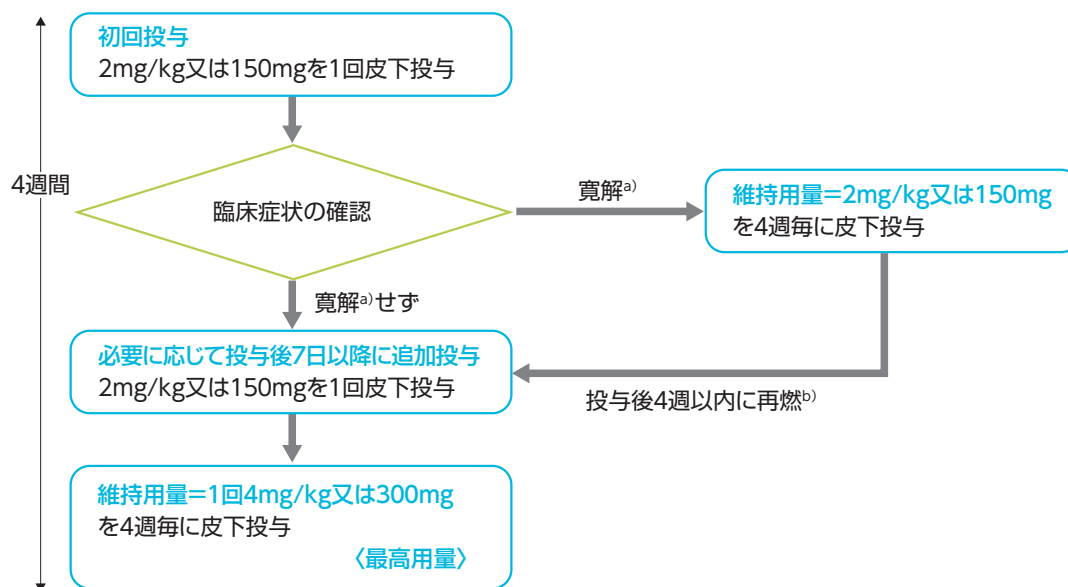 初回投与
2mg/kg又は150mgを1回皮下投与
4週間
臨床症状の確認
寛解a)
維持用量=2mg/kg又は150mg
を4週毎に皮下投与
寛解a)せず
必要に応じて投与後7日以降に追加投与
2mg/kg又は150mgを1回皮下投与
投与後4週以内に再燃b)
維持用量=1回4mg/kg又は300mg
を4週毎に皮下投与
〈最高用量〉